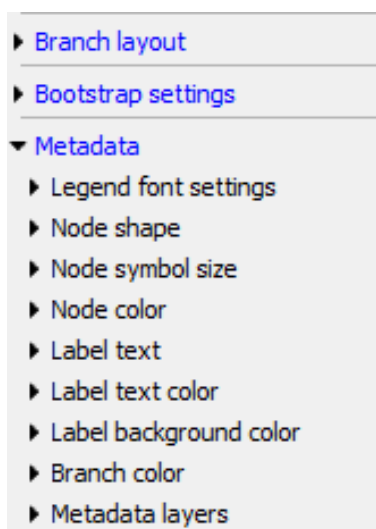 Branch layout
Bootstrap settings
Metadata
Legend font settings
Node shape
Node symbol size
Node color
Label text
Label text color
Label background color
Branch color
Metadata layers